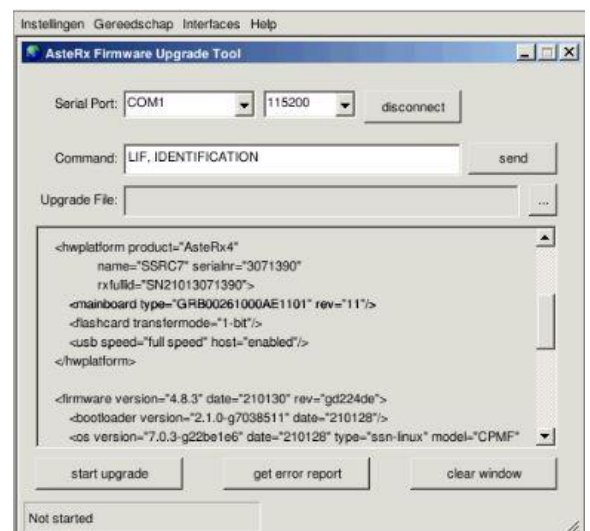 Instellingen Gereedschap Interfaces Help
AsteRx Firmware Upgrade Tool
Serial Port: COM1 115200 disconnect
Command: LIF, IDENTIFICATION send
Upgrade File: ...
<hwplatform product="AsteRx4"
name="SSRC7" serialnr="3071390"
rxfullid="SN21013071390">
<mainboard type="GRB00261000AE1101" rev="11"/>
<flashcard transfermode="1-bit"/>
<usb speed="full speed" host="enabled"/>
</hwplatform>
<firmware version="4.8.3" date="210130" rev="gd224de">
<bootloader version="2.1.0-g7038511" date="210128"/>
<os version="7.0.3-g22be1e6" date="210128" type="ssn-linux" model="CPMF"
start upgrade get error report clear window
Not started